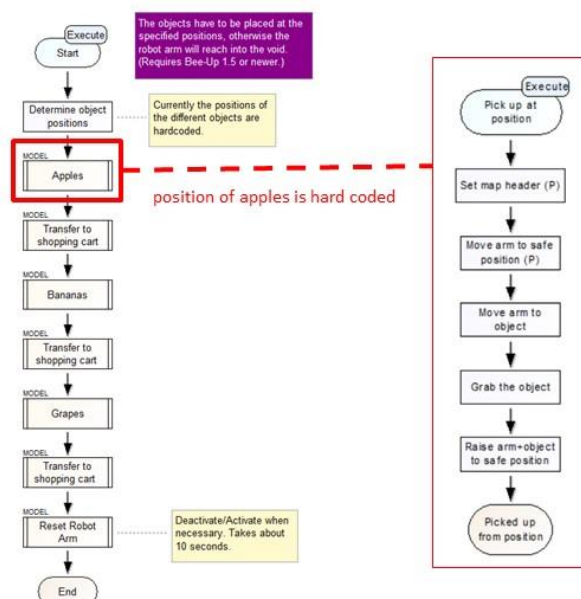 Execute
Start
The objects have to be placed at the
specified positions, otherwise the
robot arm will reach into the void.
(Requires Bee-Up 1.5 or newer.)
Determine object
positions
Currently the positions of
the different objects are
hardcoded.
MODEL
Apples
position of apples is hard coded
MODEL
Transfer to
shopping cart
MODEL
Bananas
MODEL
Transfer to
shopping cart
MODEL
Grapes
MODEL
Transfer to
shopping cart
MODEL
Reset Robot
Arm
Deactivate/Activate when
necessary. Takes about
10 seconds.
End
Execute
Pick up at
position
Set map header (P)
Move arm to safe
position (P)
Move arm to
object
Grab the object
Raise arm+object
to safe position
Picked up
from position